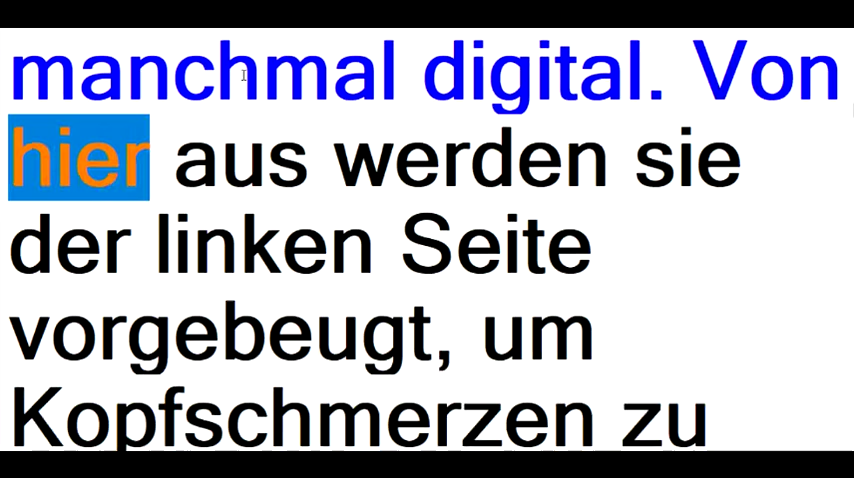 manchmal digital. Von
hier aus werden sie
der linken Seite
vorgebeugt, um
Kopfschmerzen zu